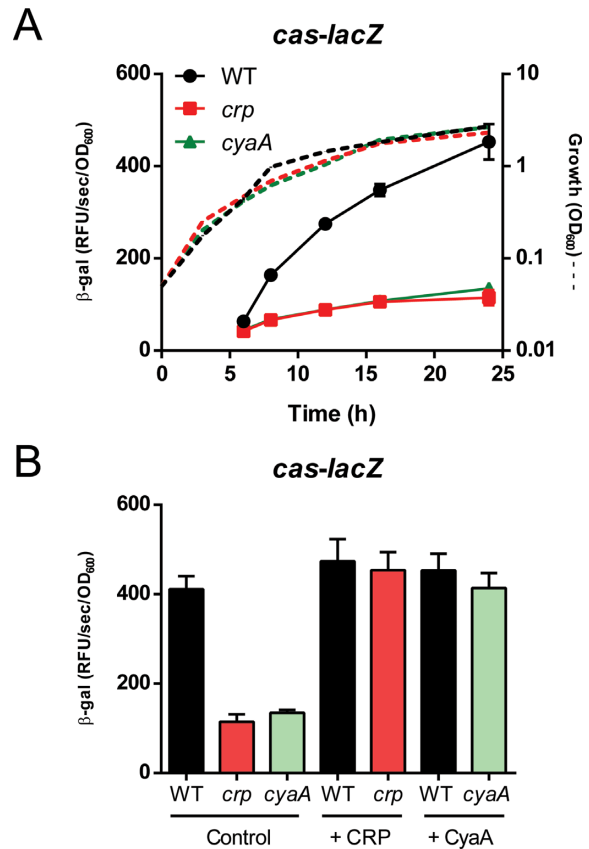 A
cas-lacZ
WT
crp
cyaA
600
400
200
0
β-gal (RFU/sec/OD600)
10
1
0.1
0.01
Growth (OD600) - - -
0 5 10 15 20 25
Time (h)
B
cas-lacZ
600
400
200
0
β-gal (RFU/sec/OD600)
WT crp cyaA WT crp WT cyaA
Control + CRP + CyaA